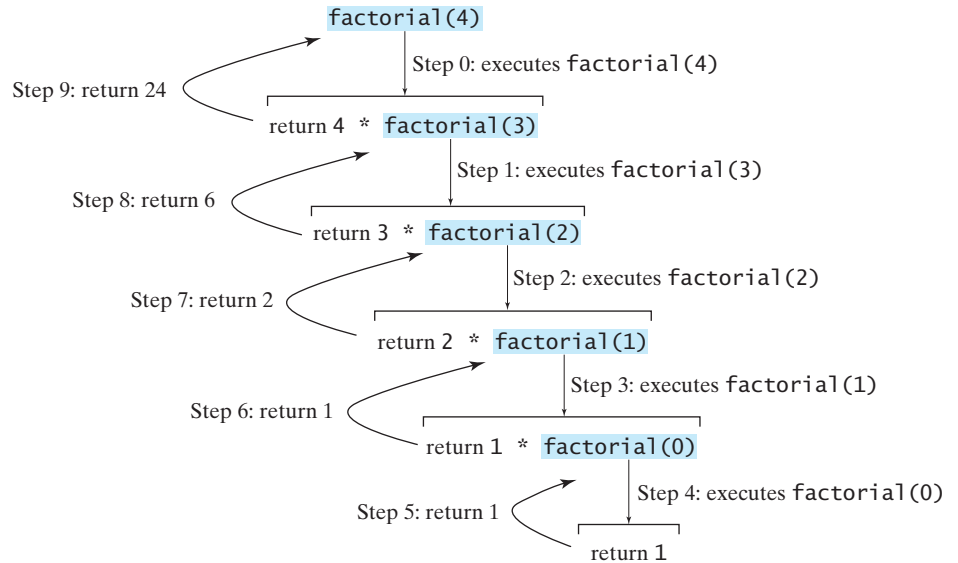 factorial(4)
Step 0: executes factorial(4)
Step 9: return 24
return 4 * factorial(3)
Step 1: executes factorial(3)
Step 8: return 6
return 3 * factorial(2)
Step 2: executes factorial(2)
Step 7: return 2
return 2 * factorial(1)
Step 3: executes factorial(1)
Step 6: return 1
return 1 * factorial(0)
Step 4: executes factorial(0)
Step 5: return 1
return 1